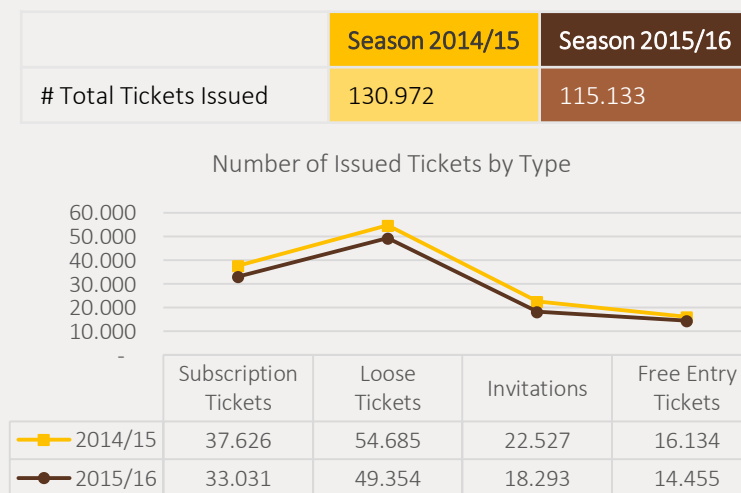 Season 2014/15 Season 2015/16
# Total Tickets Issued 130.972 115.133
Number of Issued Tickets by Type
60.000
50.000
40.000
30.000
20.000
10.000
-
Subscription Tickets Loose Tickets Invitations Free Entry Tickets
2014/15 37.626 54.685 22.527 16.134
2015/16 33.031 49.354 18.293 14.455